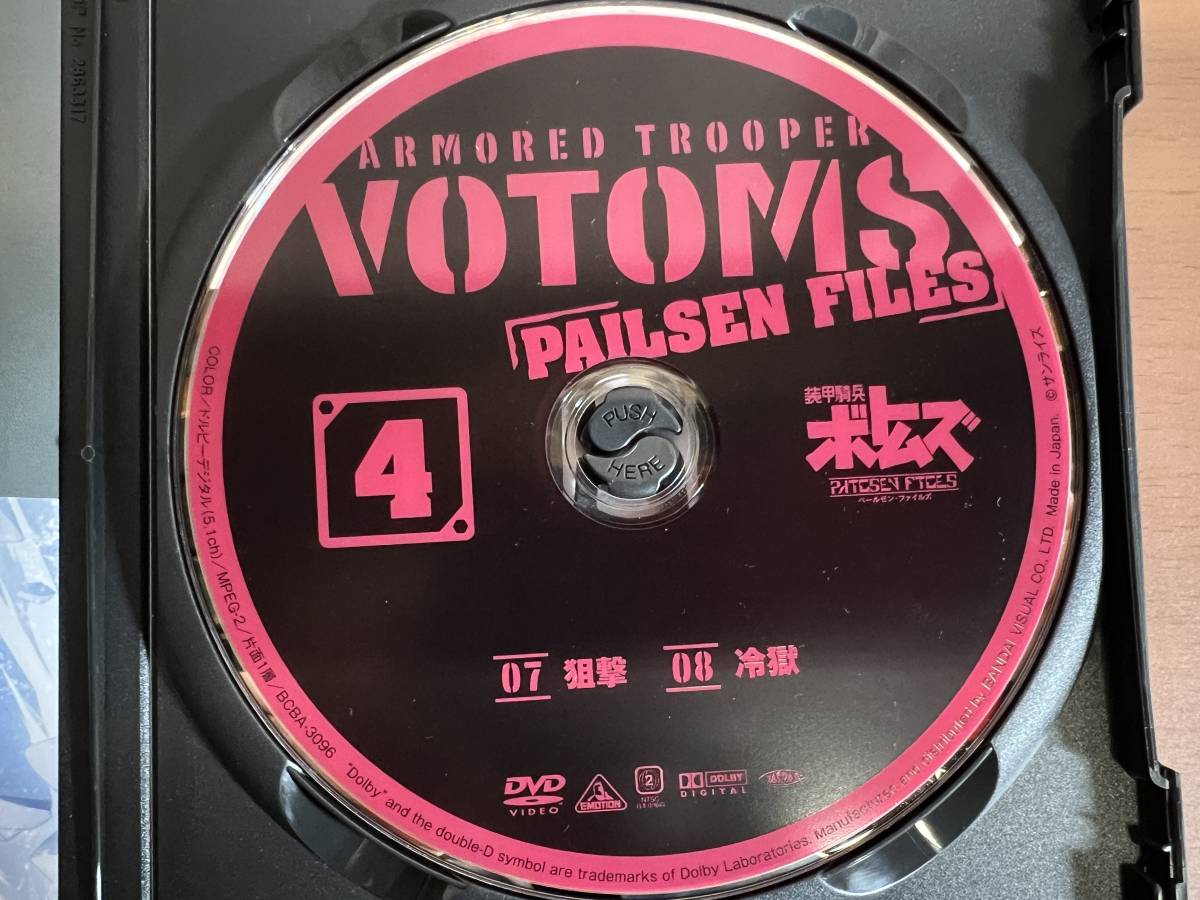 ARMORED TROOPER
VOTOMS
PAILSEN FILES
4
PUSH
HERE
装甲騎兵
ボトムズ
PAILSEN FILES
ペールゼン・ファイルズ
07 狙撃 08 冷獄
DVD
VIDEO
EMOTION
2
NTSC
DOLBY
DIGITAL
COLOR/ドルビーデジタル(5.1ch)/MPEG-2/片面1層/BCBA-3096
"Dolby" and the double-D symbol are trademarks of Dolby Laboratories. Manufactured and distributed by BANDAI VISUAL CO., LTD. Made in Japan. ©サンライズ
No 2963317